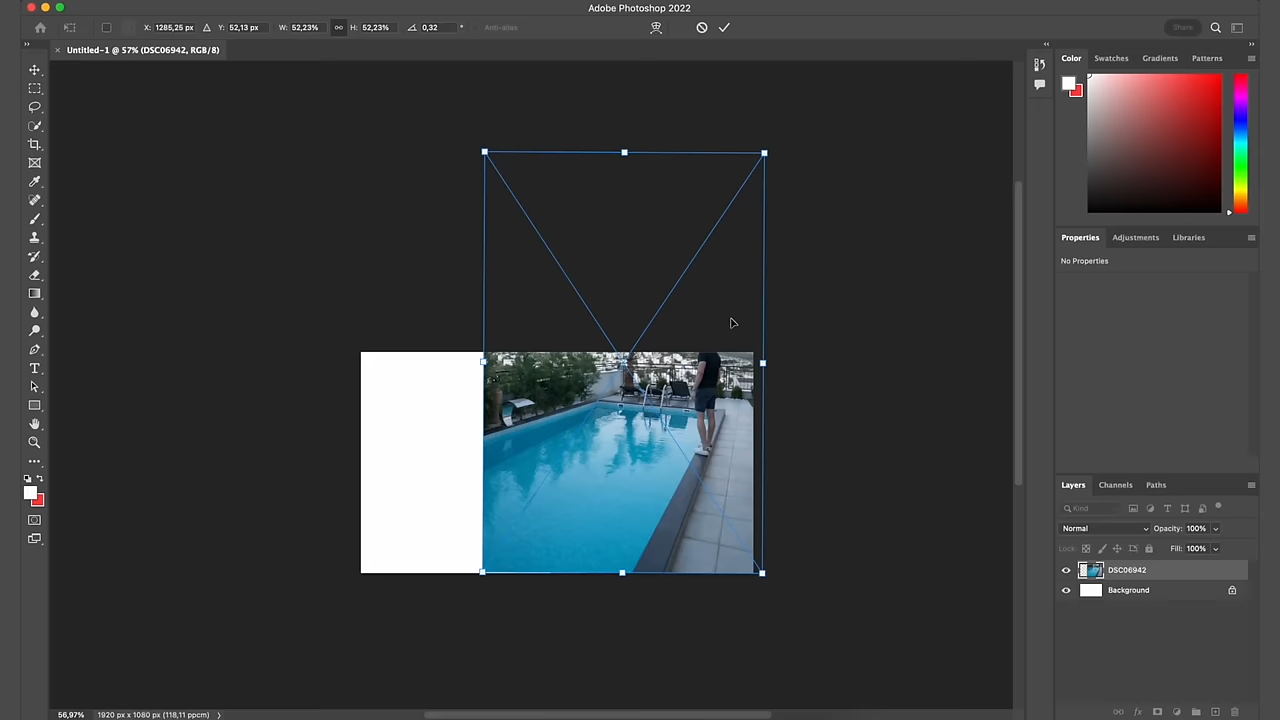 Adobe Photoshop 2022
X: 1285,25 px Y: 52,13 px W: 52,23% H: 52,23% 0,32 ° Anti-alias Share
Untitled-1 @ 57% (DSC06942, RGB/8)
Color Swatches Gradients Patterns
Properties Adjustments Libraries
No Properties
Layers Channels Paths
Kind
Normal Opacity: 100%
Lock: Fill: 100%
DSC06942
Background
56,97% 1920 px x 1080 px (118,11 ppcm)